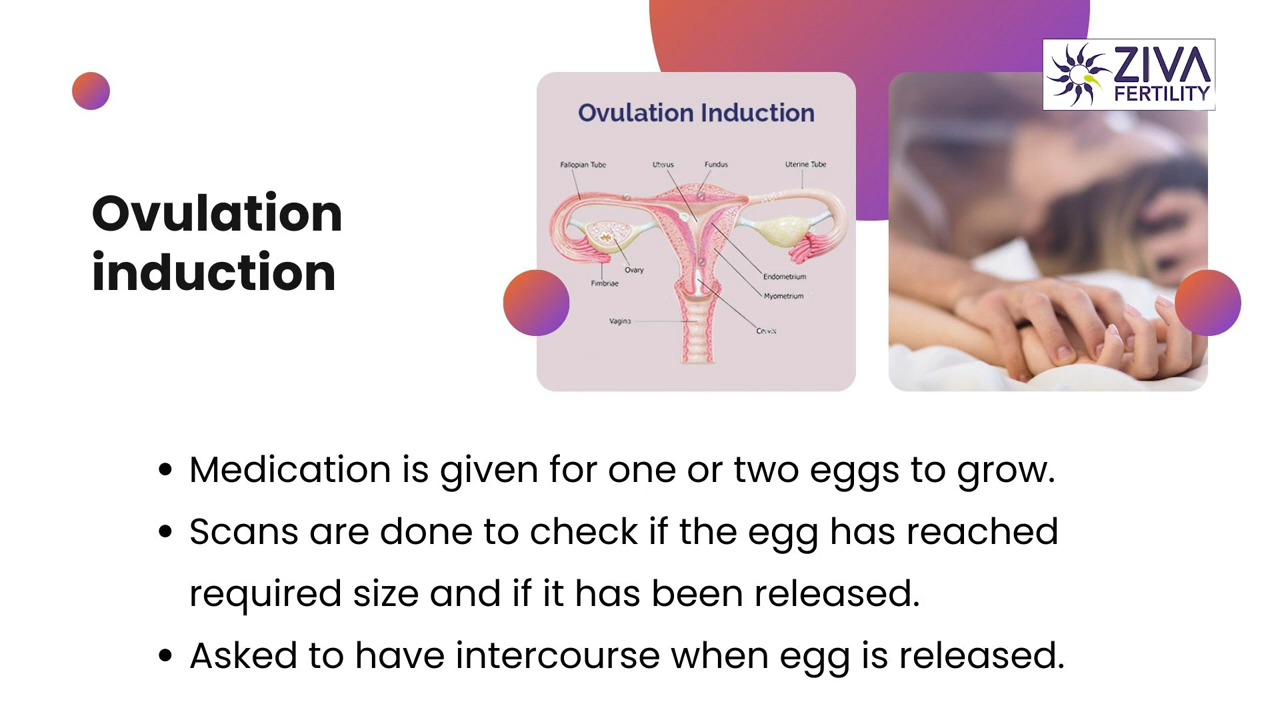 ZIVA
FERTILITY
Ovulation
induction
Ovulation Induction
Fallopian Tube
Uterus
Fundus
Uterine Tube
Ovary
Fimbriae
Endometrium
Myometrium
Vagina
Cervix
• Medication is given for one or two eggs to grow.
• Scans are done to check if the egg has reached
required size and if it has been released.
• Asked to have intercourse when egg is released.